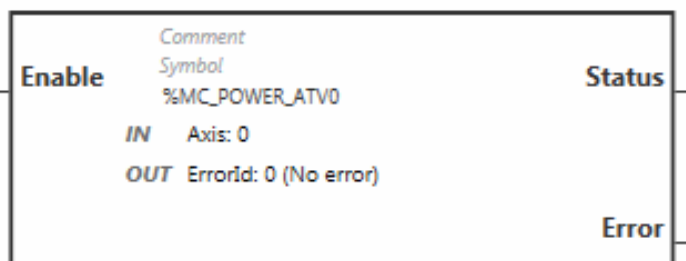 Comment
Enable
Symbol
Status
%MC_POWER_ATV0
IN Axis: 0
OUT ErrorId: 0 (No error)
Error